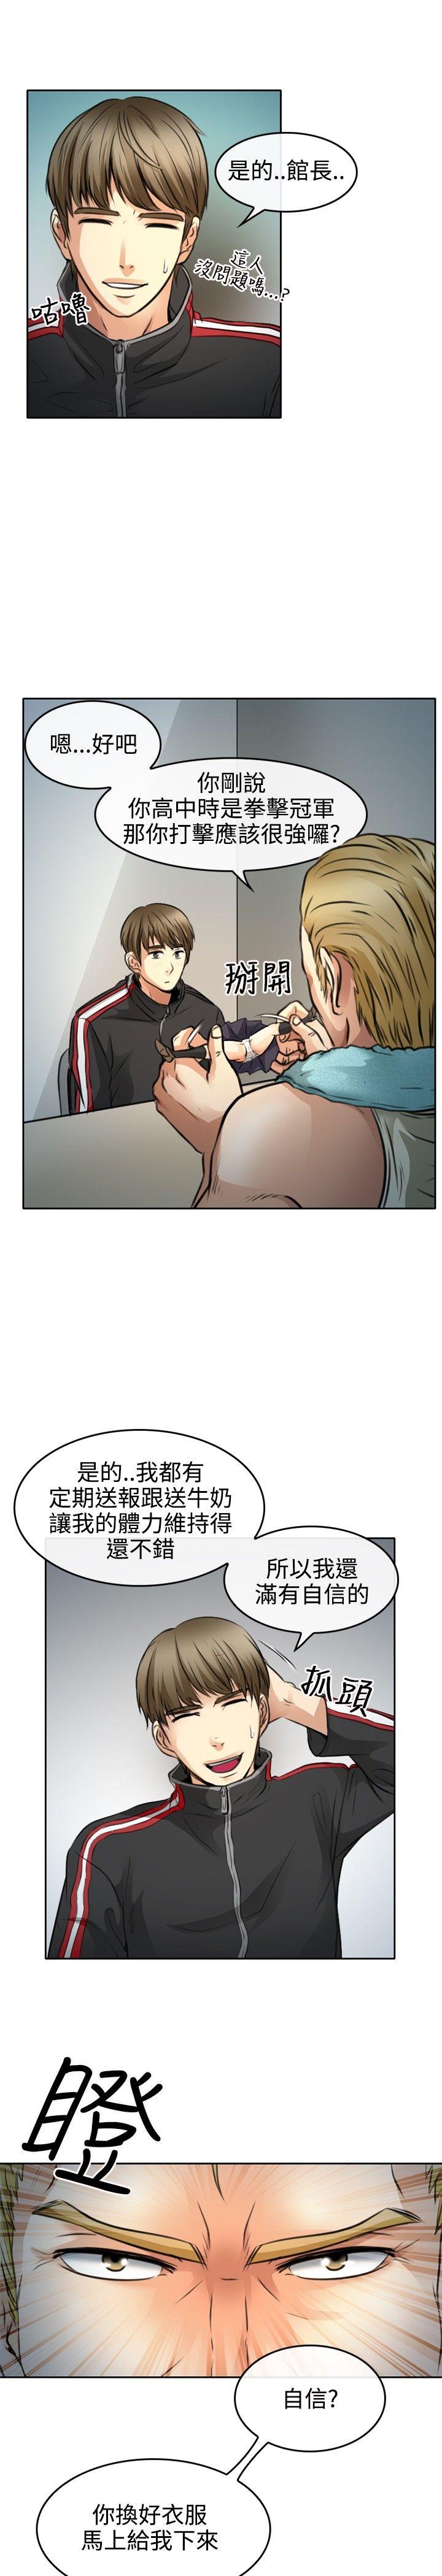 是的..館長..
這人
沒問題嗎...?
咕嚕
嗯...好吧
你剛說
你高中時是拳擊冠軍
那你打擊應該很強囉?
掰開
是的..我都有
定期送報跟送牛奶
讓我的體力維持得
還不錯
所以我還
滿有自信的
抓頭
瞪
自信?
你換好衣服
馬上給我下來